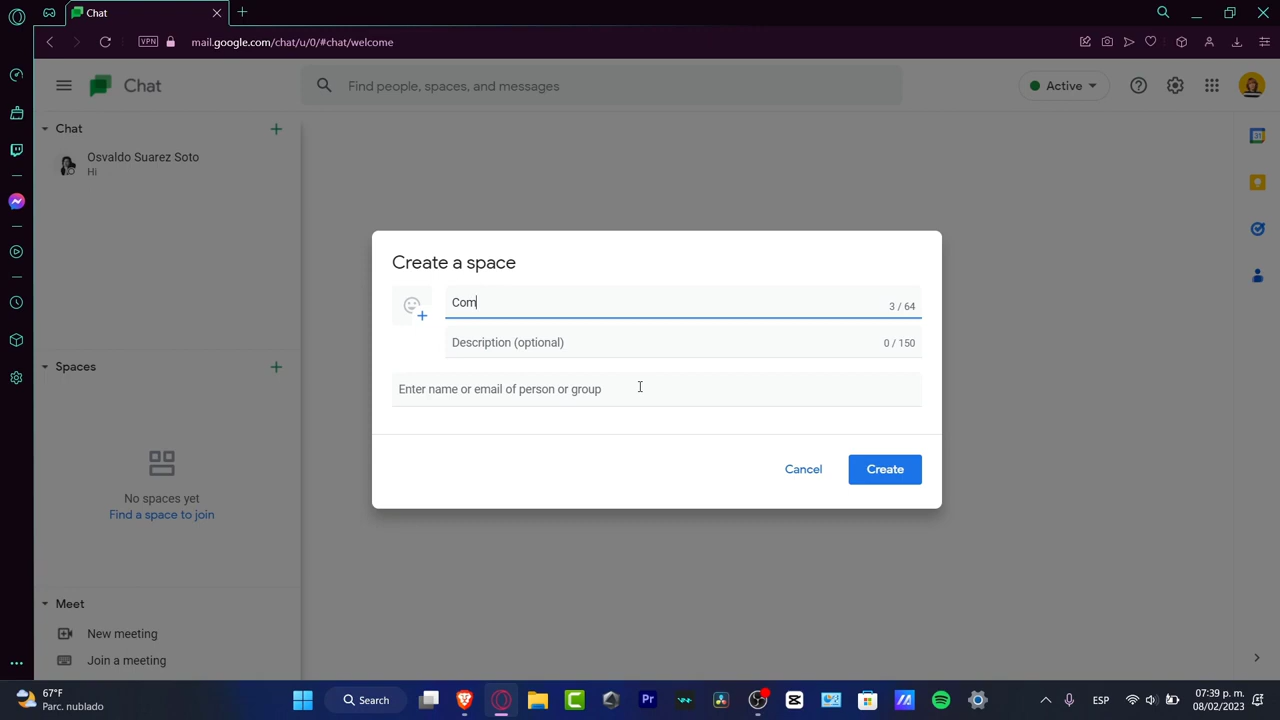 Chat
VPN
mail.google.com/chat/u/0/#chat/welcome
Chat
Find people, spaces, and messages
Active
Chat
Osvaldo Suarez Soto
Hi
Create a space
Com
3 / 64
Description (optional)
0 / 150
Enter name or email of person or group
Cancel
Create
Spaces
No spaces yet
Find a space to join
Meet
New meeting
Join a meeting
67°F
Parc. nublado
Search
Pr
ESP
07:39 p. m.
08/02/2023